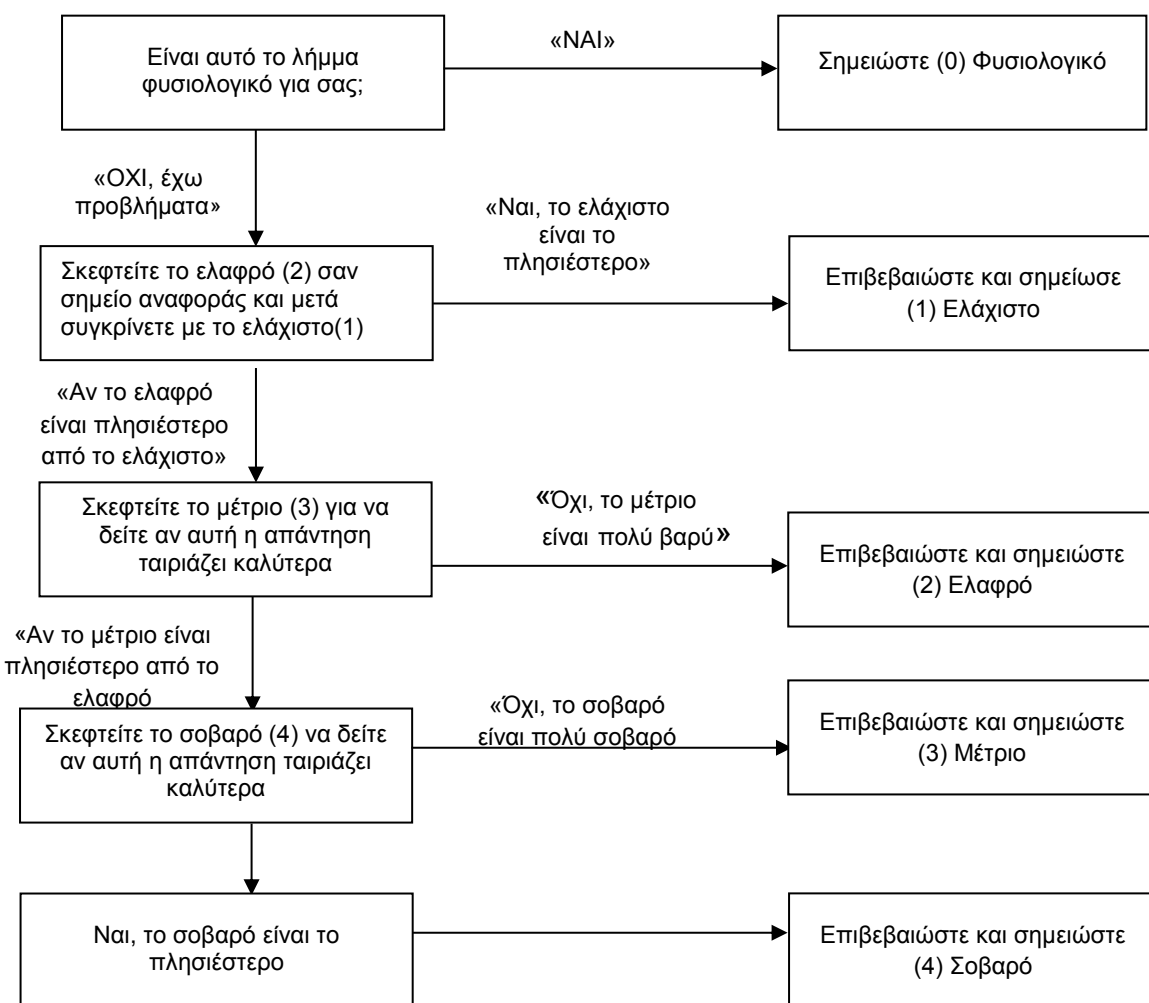 Είναι αυτό το λήμμα
φυσιολογικό για σας;
«ΝΑΙ»
Σημειώστε (0) Φυσιολογικό
«ΟΧΙ, έχω
προβλήματα»
«Ναι, το ελάχιστο
είναι το
πλησιέστερο»
Σκεφτείτε το ελαφρό (2) σαν
σημείο αναφοράς και μετά
συγκρίνετε με το ελάχιστο(1)
Επιβεβαιώστε και σημείωσε
(1) Ελάχιστο
«Αν το ελαφρό
είναι πλησιέστερο
από το ελάχιστο»
Σκεφτείτε το μέτριο (3) για να
δείτε αν αυτή η απάντηση
ταιριάζει καλύτερα
«Όχι, το μέτριο
είναι πολύ βαρύ»
Επιβεβαιώστε και σημειώστε
(2) Ελαφρό
«Αν το μέτριο είναι
πλησιέστερο από το
ελαφρό
Σκεφτείτε το σοβαρό (4) να δείτε
αν αυτή η απάντηση ταιριάζει
καλύτερα
«Όχι, το σοβαρό
είναι πολύ σοβαρό
Επιβεβαιώστε και σημειώστε
(3) Μέτριο
Ναι, το σοβαρό είναι το
πλησιέστερο
Επιβεβαιώστε και σημειώστε
(4) Σοβαρό